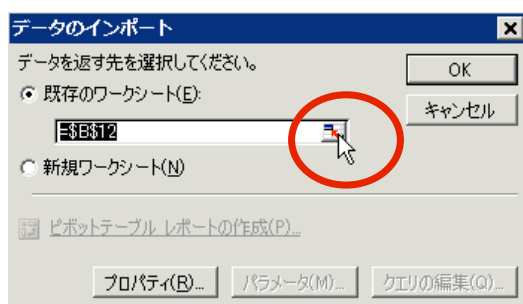 データのインポート
データを返す先を選択してください。
OK
既存のワークシート(E):
キャンセル
=$B$12
新規ワークシート(N)
ピボットテーブル レポートの作成(P)...
プロパティ(R)...
パラメータ(M)...
クエリの編集(Q)...